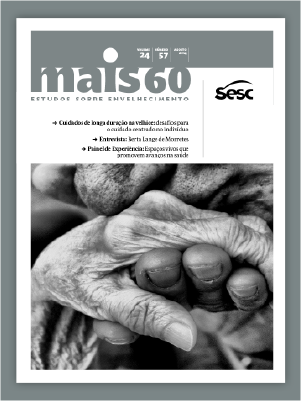 VOLUME 24
NÚMERO 57
AGOSTO
mais60
ESTUDOS SOBRE ENVELHECIMENTO
Sesc
→ Cuidados de longa duração na velhice: desafios para
o cuidado centrado no indivíduo
→ Entrevista: Berta Lange de Morretes
→ Painel de Experiência: Espaços vivos que
promovem avanços na saúde